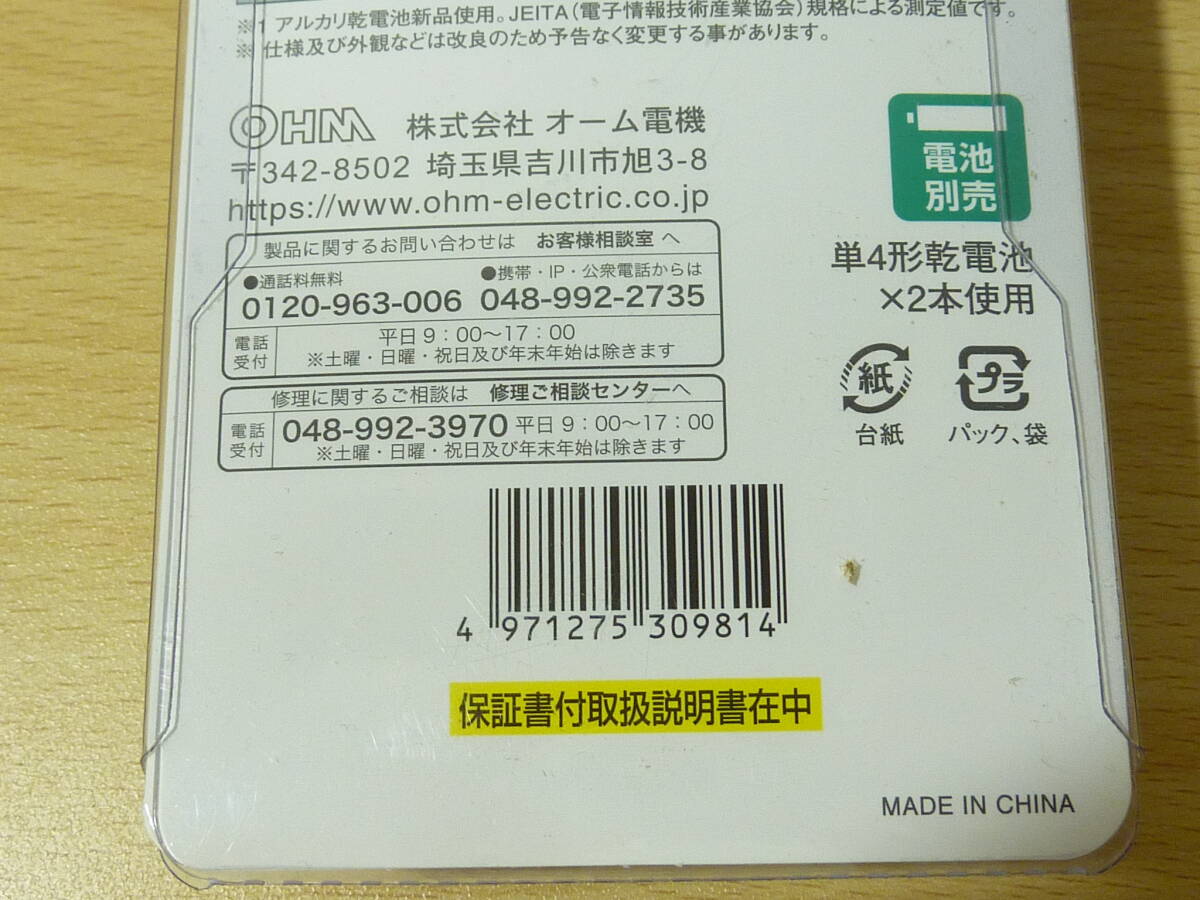 ※1 アルカリ乾電池新品使用。JEITA(電子情報技術産業協会)規格による測定値です。
※ 仕様及び外観などは改良のため予告なく変更する事があります。
OHM 株式会社 オーム電機
〒342-8502 埼玉県吉川市旭3-8
https://www.ohm-electric.co.jp
製品に関するお問い合わせは お客様相談室 へ
●通話料無料 ●携帯・IP・公衆電話からは
0120-963-006 048-992-2735
電話受付
平日 9:00〜17:00
※土曜・日曜・祝日及び年末年始は除きます
修理に関するご相談は 修理ご相談センターへ
電話受付
048-992-3970 平日 9:00〜17:00
※土曜・日曜・祝日及び年末年始は除きます
電池
別売
単4形乾電池
×2本使用
紙
台紙
プラ
パック、袋
4 971275 309814
保証書付取扱説明書在中
MADE IN CHINA